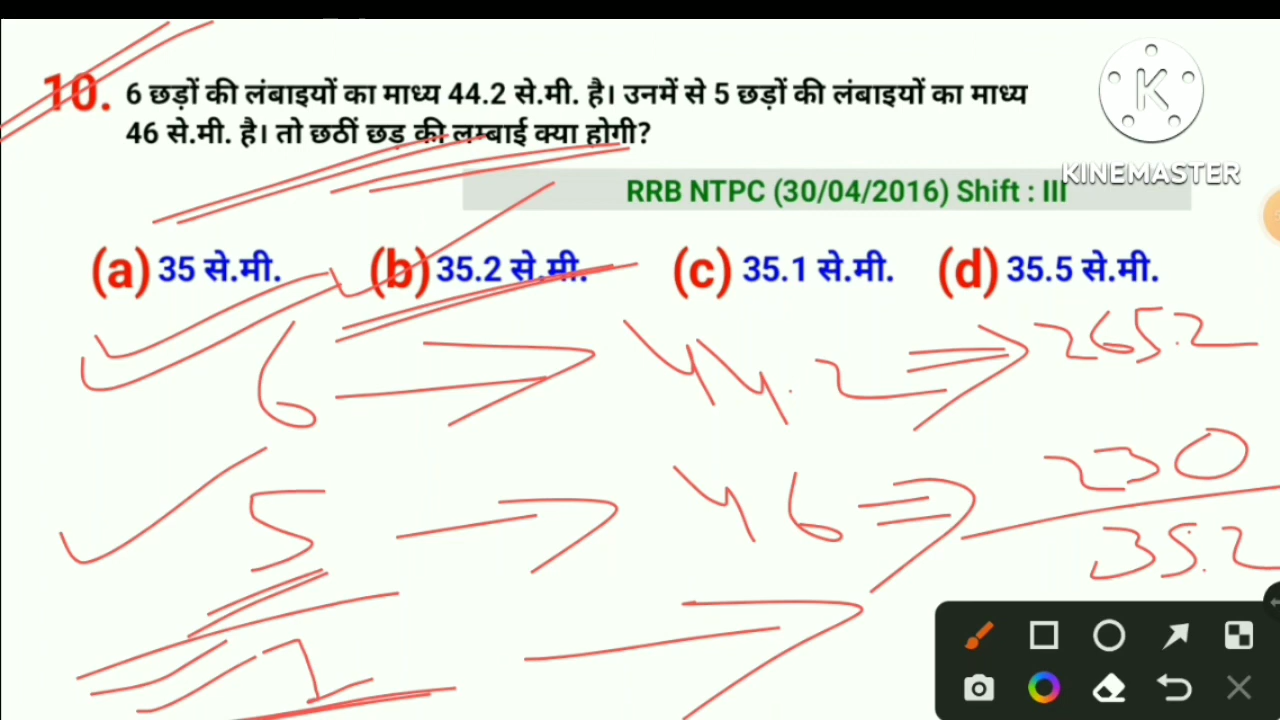 10. 6 छड़ों की लंबाइयों का माध्य 44.2 से.मी. है। उनमें से 5 छड़ों की लंबाइयों का माध्य
46 से.मी. है। तो छठीं छड़ की लम्बाई क्या होगी?
K
KINEMASTER
RRB NTPC (30/04/2016) Shift : III
(a) 35 से.मी. (b) 35.2 से.मी. (c) 35.1 से.मी. (d) 35.5 से.मी.
6 44.2 265.2
5 46 230
35.2
1